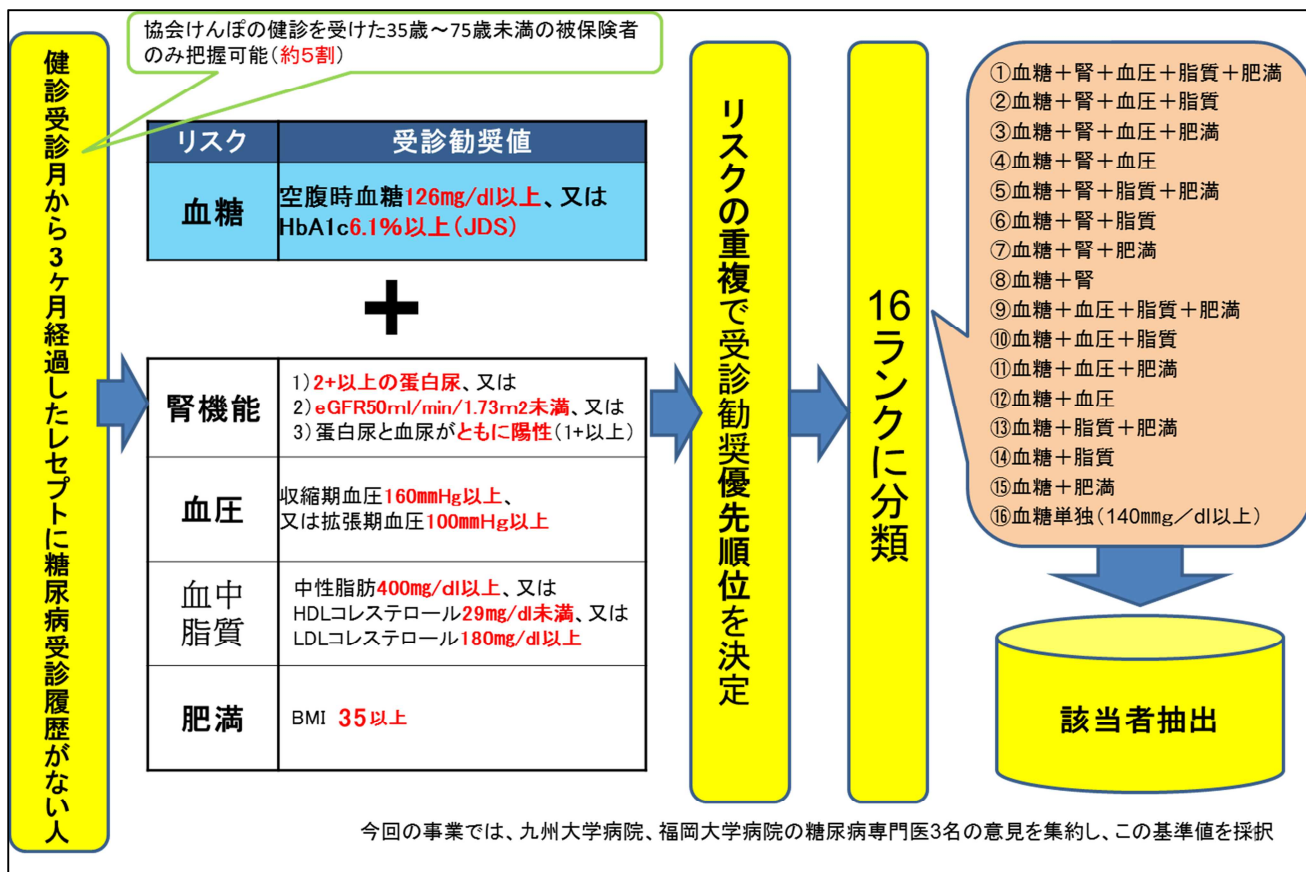 協会けんぽの健診を受けた35歳～75歳未満の被保険者
のみ把握可能(約5割)
健診受診月から3ヶ月経過したレセプトに糖尿病受診履歴がない人
リスク 受診勧奨値
血糖 空腹時血糖126mg/dl以上、又は
HbA1c6.1%以上(JDS)
＋
腎機能 1)2+以上の蛋白尿、又は
2)eGFR50ml/min/1.73m2未満、又は
3)蛋白尿と血尿がともに陽性(1+以上)
血圧 収縮期血圧160mmHg以上、
又は拡張期血圧100mmHg以上
血中
脂質
中性脂肪400mg/dl以上、又は
HDLコレステロール29mg/dl未満、又は
LDLコレステロール180mg/dl以上
肥満 BMI 35以上
リスクの重複で受診勧奨優先順位を決定
16ランクに分類
①血糖＋腎＋血圧＋脂質＋肥満
②血糖＋腎＋血圧＋脂質
③血糖＋腎＋血圧＋肥満
④血糖＋腎＋血圧
⑤血糖＋腎＋脂質＋肥満
⑥血糖＋腎＋脂質
⑦血糖＋腎＋肥満
⑧血糖＋腎
⑨血糖＋血圧＋脂質＋肥満
⑩血糖＋血圧＋脂質
⑪血糖＋血圧＋肥満
⑫血糖＋血圧
⑬血糖＋脂質＋肥満
⑭血糖＋脂質
⑮血糖＋肥満
⑯血糖単独(140mmg／dl以上)
該当者抽出
今回の事業では、九州大学病院、福岡大学病院の糖尿病専門医3名の意見を集約し、この基準値を採択